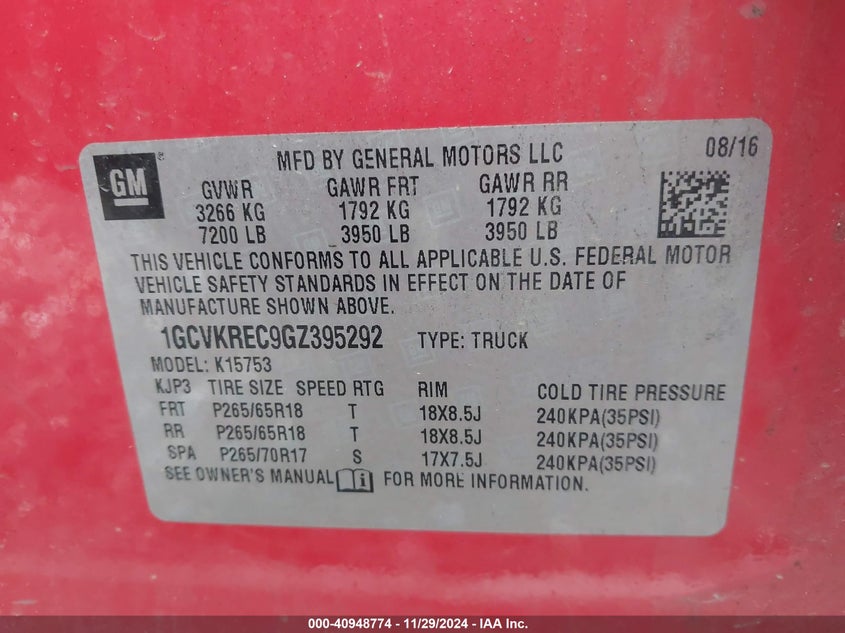 GM
MFD BY GENERAL MOTORS LLC 08/16
GVWR GAWR FRT GAWR RR
3266 KG 1792 KG 1792 KG
7200 LB 3950 LB 3950 LB
THIS VEHICLE CONFORMS TO ALL APPLICABLE U.S. FEDERAL MOTOR
VEHICLE SAFETY STANDARDS IN EFFECT ON THE DATE OF
MANUFACTURE SHOWN ABOVE.
1GCVKREC9GZ395292 TYPE: TRUCK
MODEL: K15753
KJP3 TIRE SIZE SPEED RTG RIM COLD TIRE PRESSURE
FRT P265/65R18 T 18X8.5J 240KPA(35PSI)
RR P265/65R18 T 18X8.5J 240KPA(35PSI)
SPA P265/70R17 S 17X7.5J 240KPA(35PSI)
SEE OWNER'S MANUAL i FOR MORE INFORMATION.
000-40948774 - 11/29/2024 - IAA Inc.